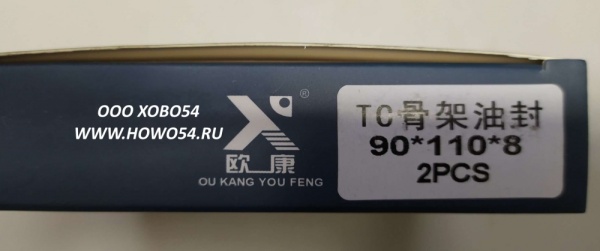 ООО ХОВО54
WWW.HOWO54.RU
®
欧 康
OU KANG YOU FENG
TC骨架油封
90*110*8
2PCS